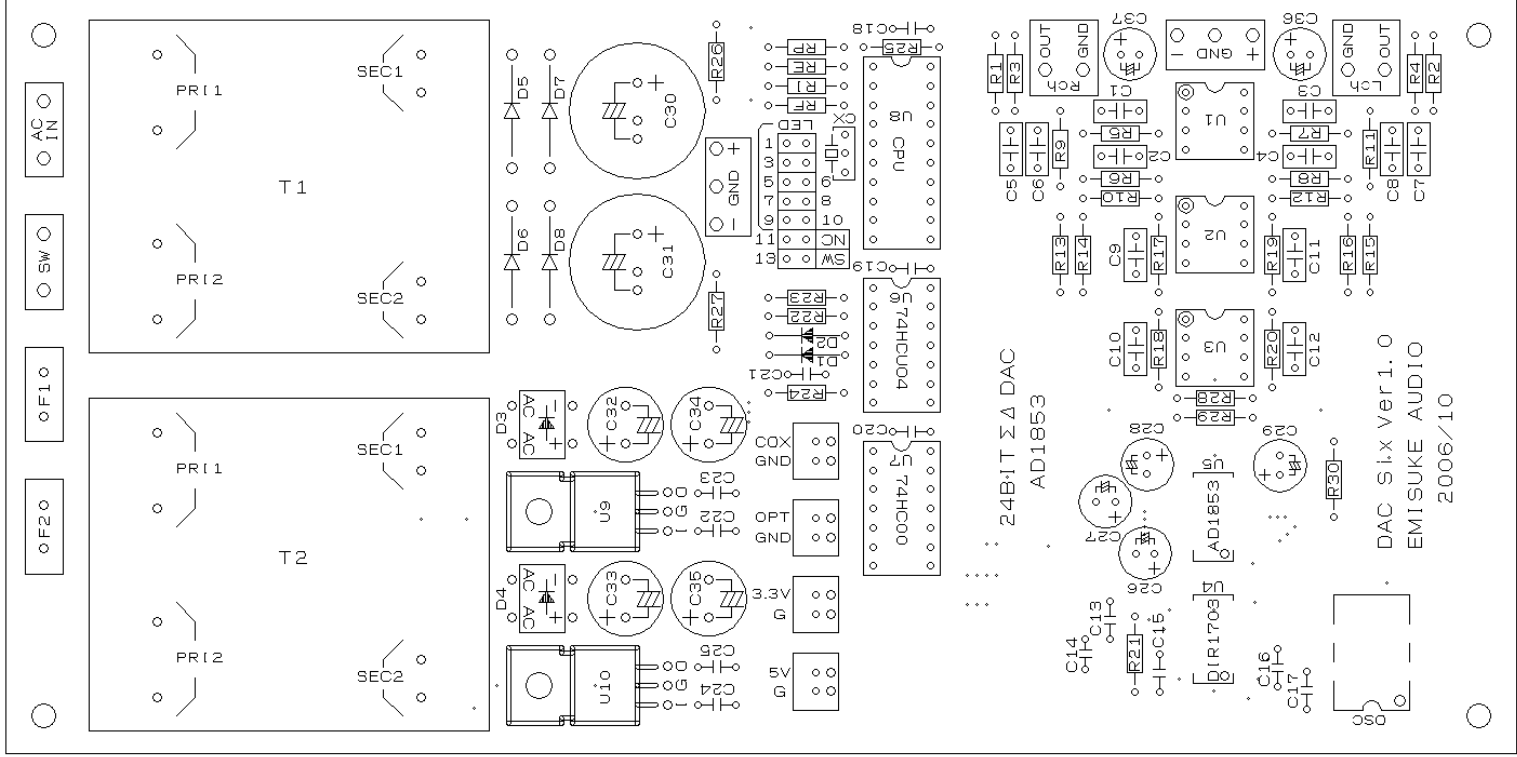 AC IN
SW
F1
F2
T1
PRI1
SEC1
PRI2
SEC2
T2
PRI1
SEC1
PRI2
SEC2
D5
D7
D6
D8
C30
C31
R26
R27
+ GND -
D3
AC AC
- +
C32
C34
U9
O G I
C23
C22
D4
AC AC
- +
C33
C35
U10
O G I
C25
C24
C18
RP
RE
RI
RF
R25
LED
CX
1
3
5
7
9
11
13
6
8
10
NC
SW
U8 CPU
C19
R23
R22
D2
D1
C21
R24
U6 74HCU04
C20
U7 74HC00
COX
GND
OPT
GND
3.3V
G
5V
G
R1
R3
OUT GND
Rch
C37
- GND +
C36
GND OUT
Lch
R4
R2
C1
R5
C2
R6
R10
U1
C3
R7
C4
R8
R12
C5
C6
R9
R11
C8
C7
R13
R14
C9
R17
U2
R19
C11
R16
R15
C10
R18
U3
R20
C12
R28
R29
24BIT ΣΔ DAC
AD1853
C28
C29
C27
C26
U5
AD1853
R30
U4
DIR1703
C13
C14
R21
C15
C16
C17
OSC
DAC Six Ver1.0
EMISUKE AUDIO
2006/10